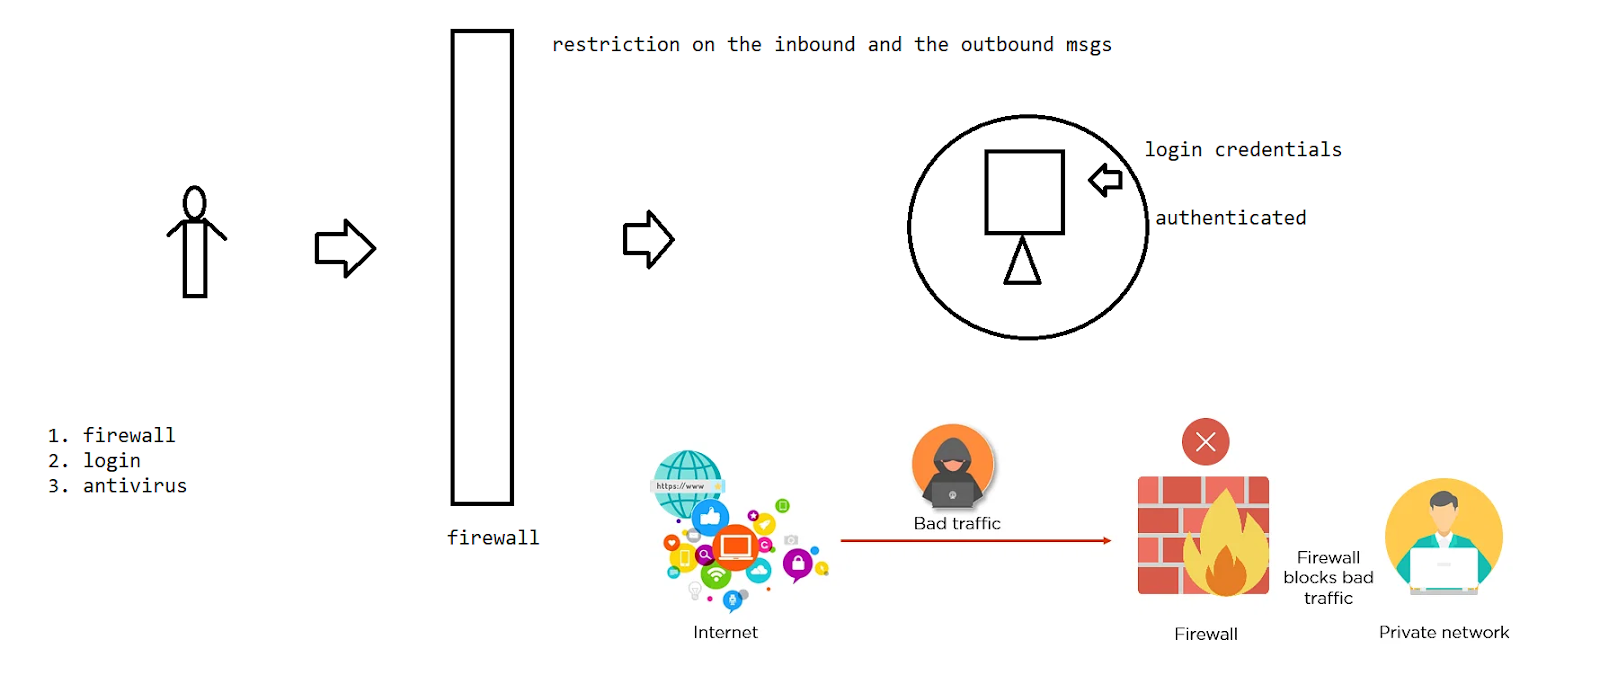 restriction on the inbound and the outbound msgs
login credentials
authenticated
1. firewall
2. login
3. antivirus
firewall
https://www
Internet
Bad traffic
Firewall
Firewall
blocks bad
traffic
Private network